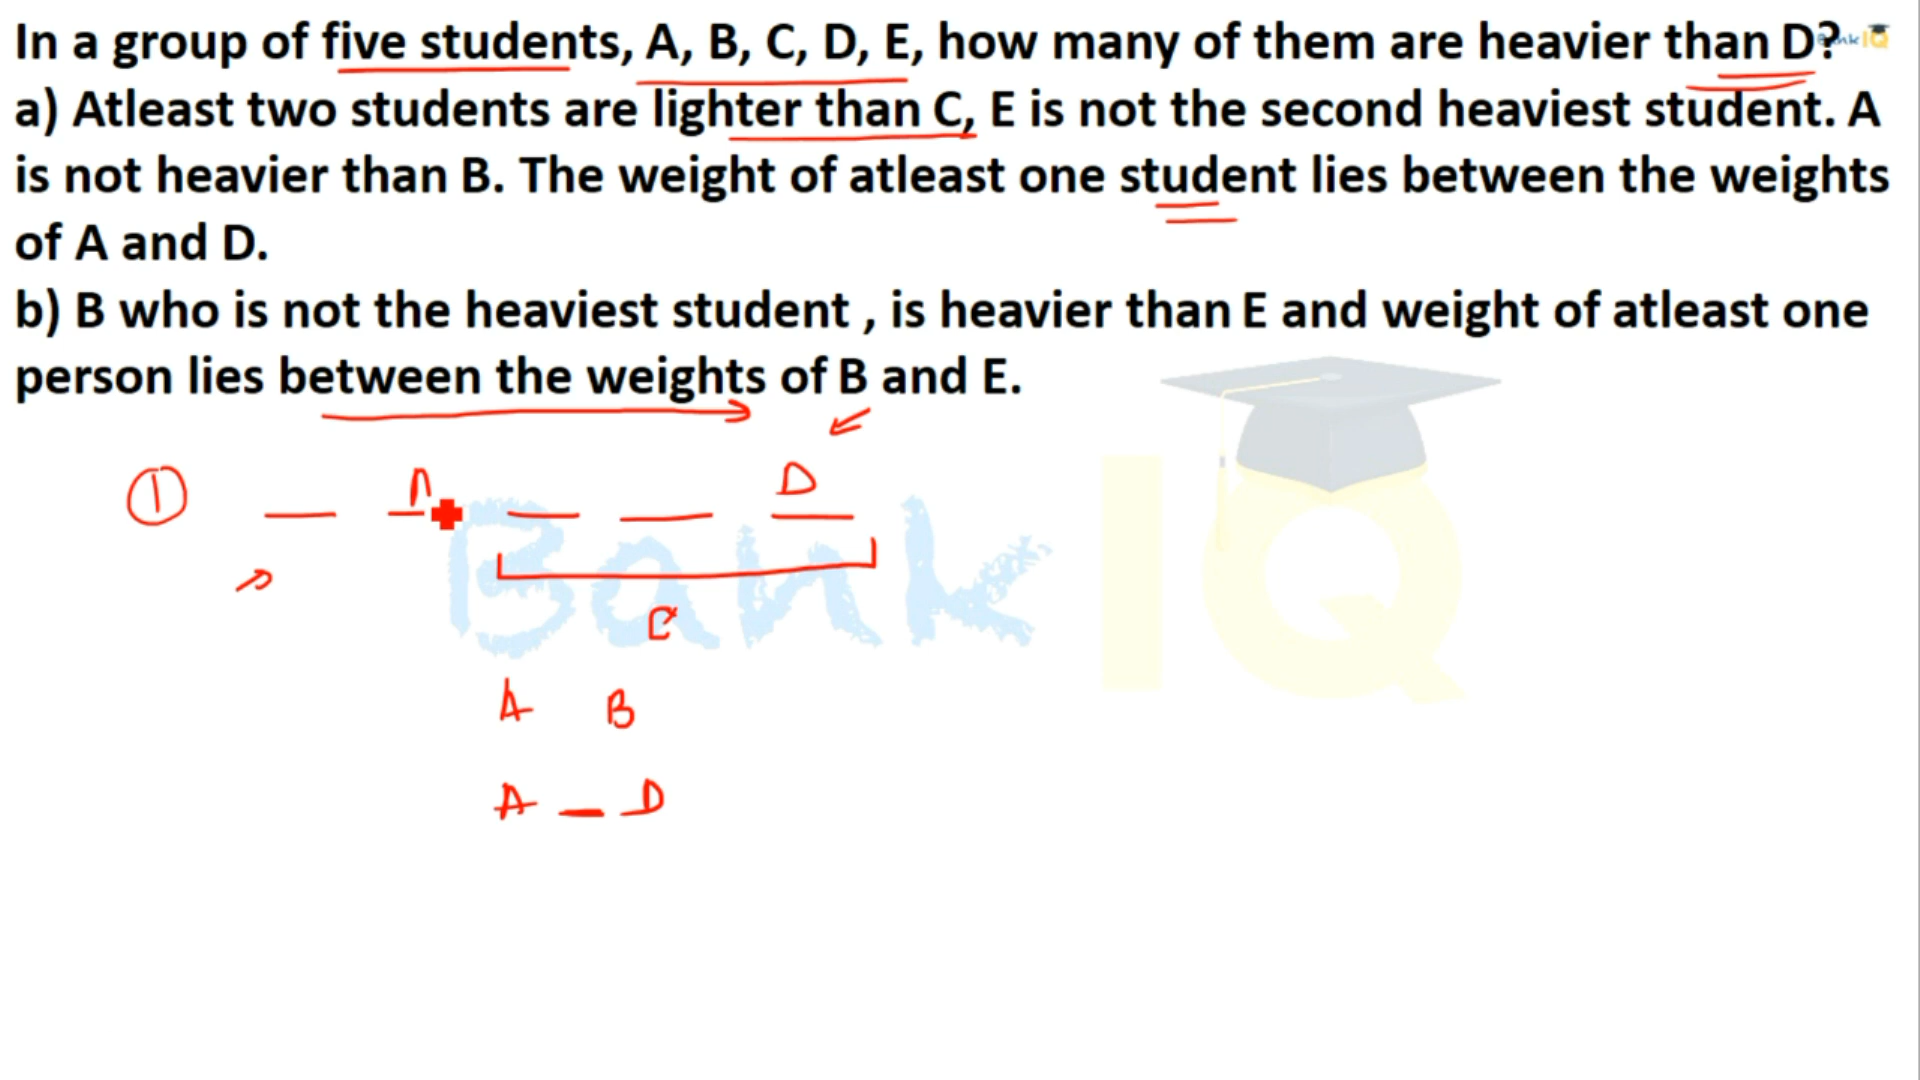 In a group of five students, A, B, C, D, E, how many of them are heavier than D?
a) Atleast two students are lighter than C, E is not the second heaviest student. A
is not heavier than B. The weight of atleast one student lies between the weights
of A and D.
b) B who is not the heaviest student , is heavier than E and weight of atleast one
person lies between the weights of B and E.
1 D
Bank IQ
A B
A _ D